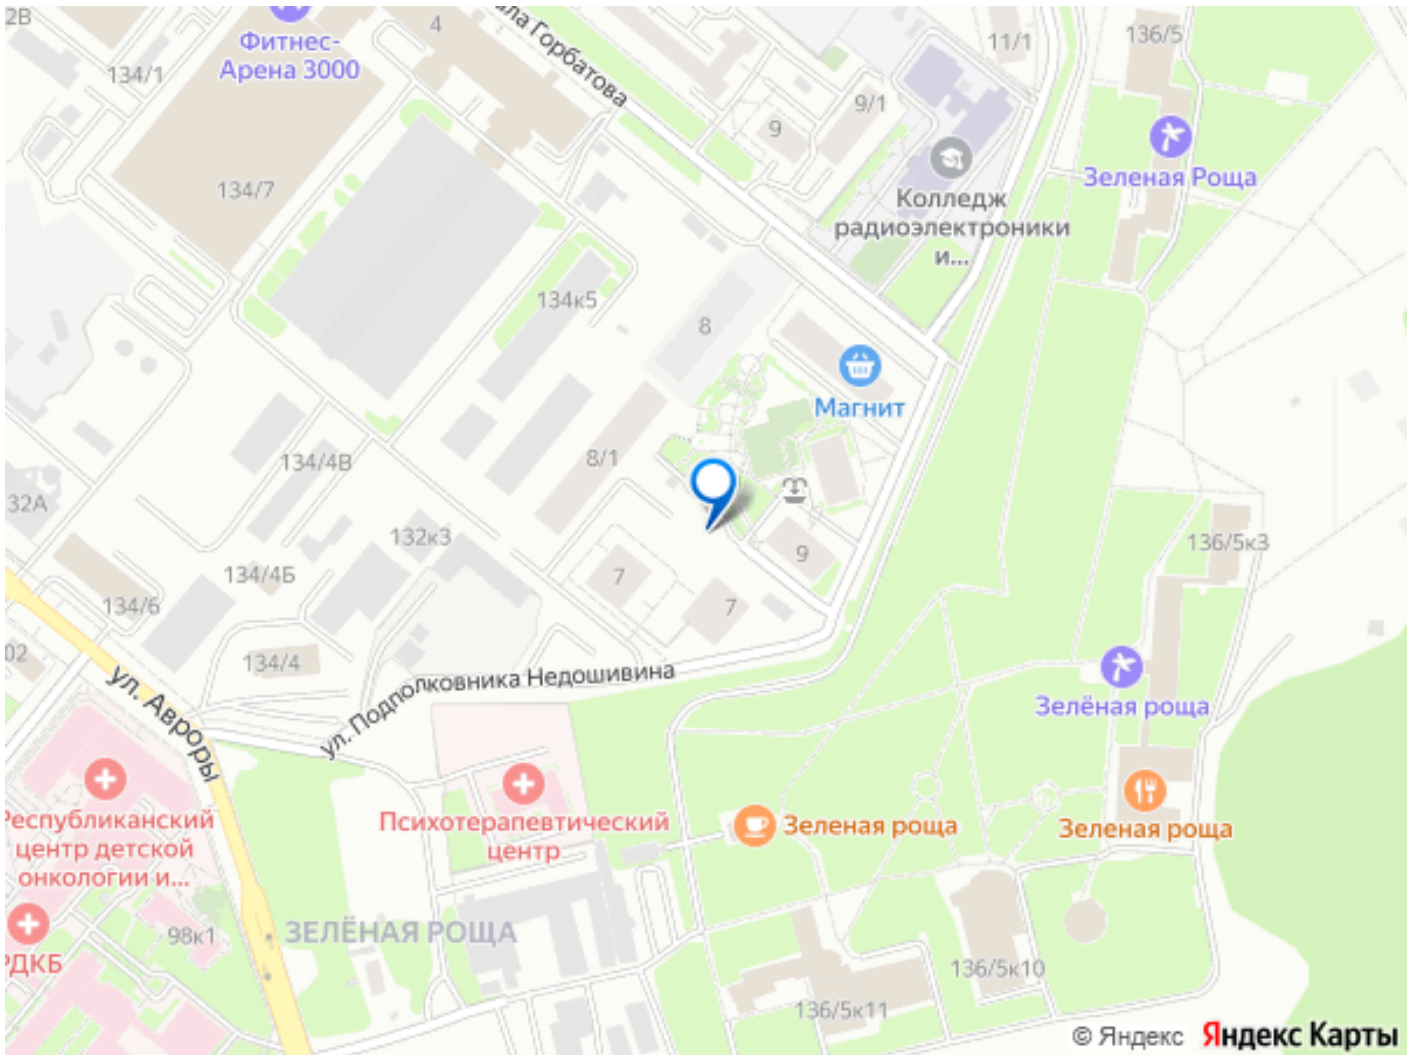 2В
Фитнес-
Арена 3000
4
ла Горбатова
11/1
136/5
134/1
9/1
9
134/7
Зеленая Роща
Колледж
радиоэлектроники
и...
134к5
8
Магнит
8/1
134/4В
32А
132к3
9
136/5к3
134/4Б
7
7
134/6
02
134/4
ул. Подполковника Недошивина
ул. Авроры
Зелёная роща
Республиканский
центр детской
онкологии и...
Психотерапевтический
центр
Зеленая роща
Зеленая роща
98к1
ЗЕЛЁНАЯ РОЩА
РДКБ
136/5к10
136/5к11
© Яндекс Яндекс Карты